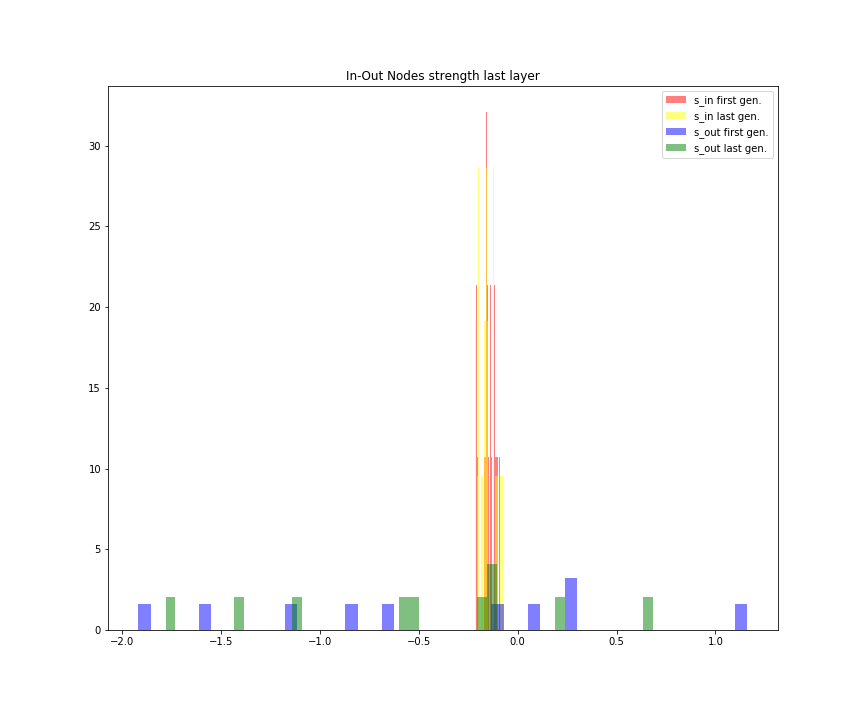 In-Out Nodes strength last layer
s_in first gen.
s_in last gen.
s_out first gen.
s_out last gen.
30
25
20
15
10
5
0
−2.0 −1.5 −1.0 −0.5 0.0 0.5 1.0